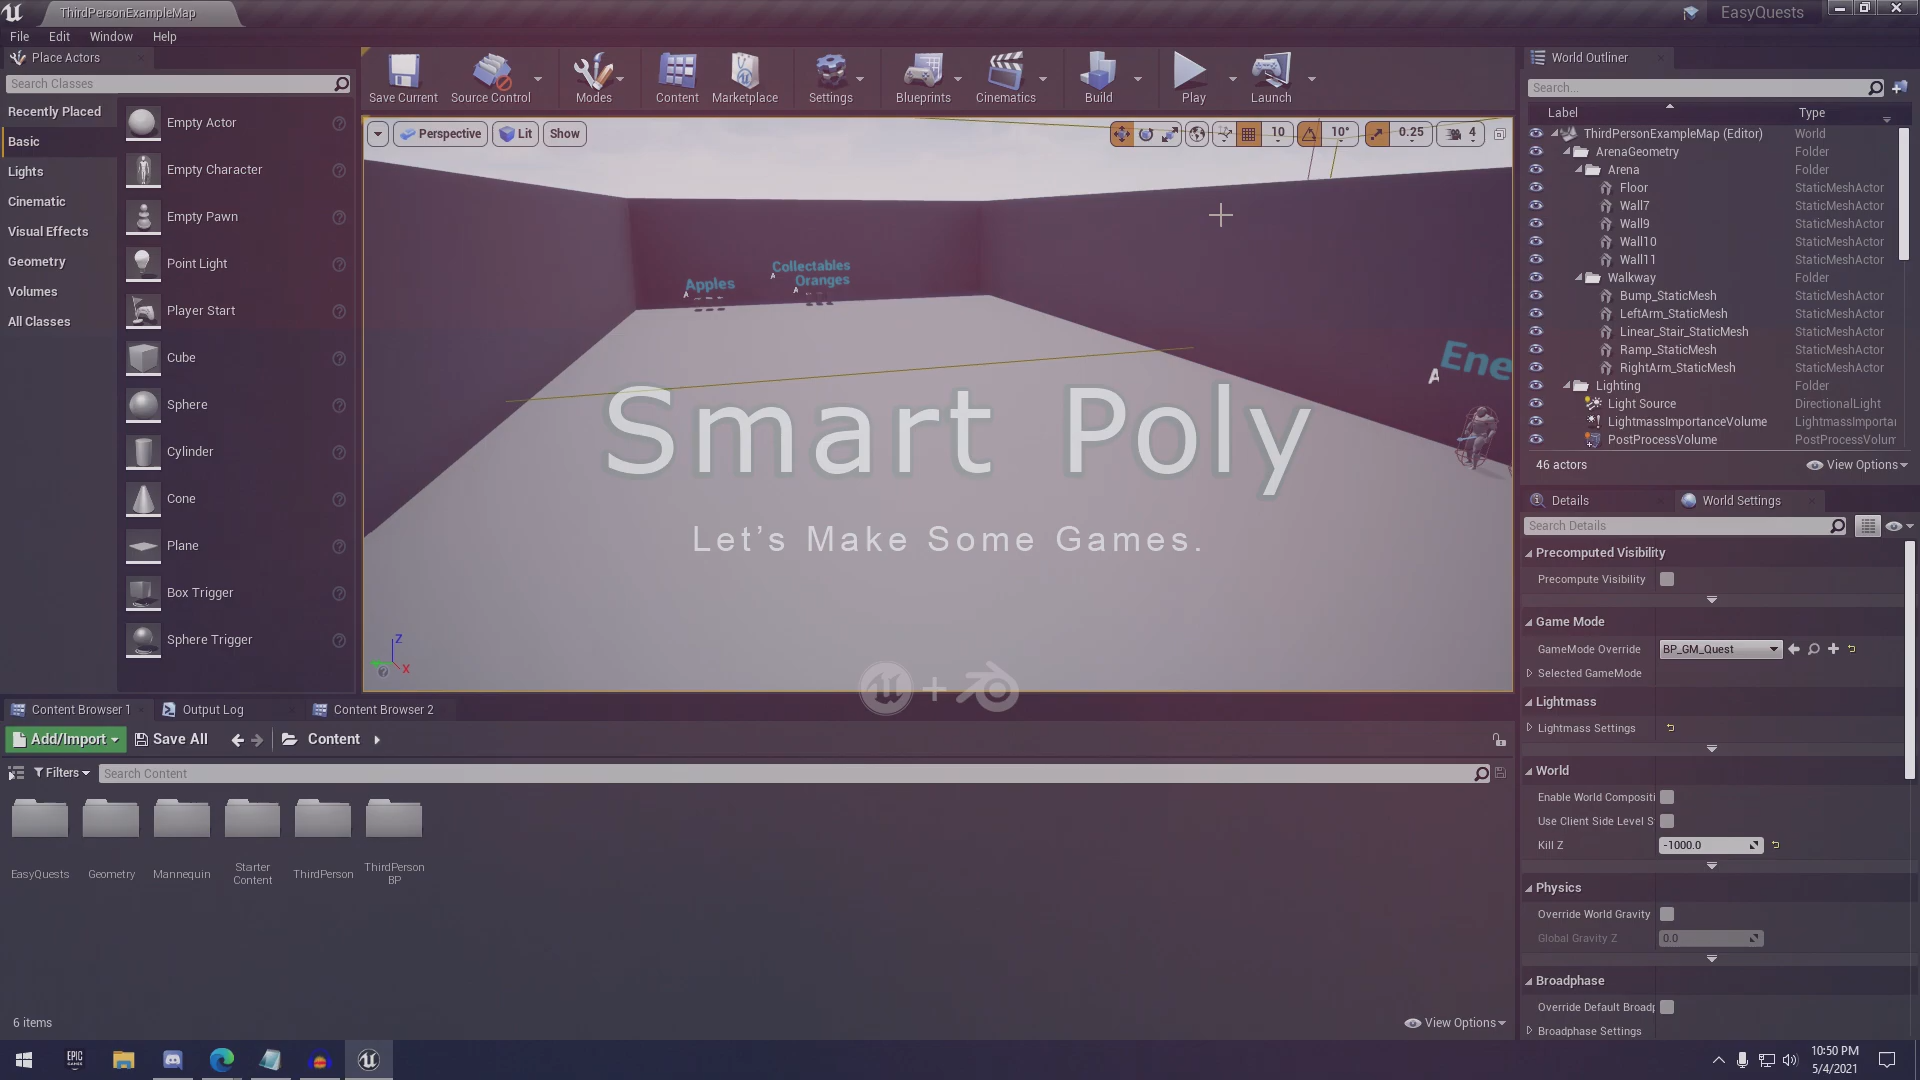 ThirdPersonExampleMap
EasyQuests
File Edit Window Help
Place Actors
Search Classes
Recently Placed
Basic
Lights
Cinematic
Visual Effects
Geometry
Volumes
All Classes
Empty Actor
Empty Character
Empty Pawn
Point Light
Player Start
Cube
Sphere
Cylinder
Cone
Plane
Box Trigger
Sphere Trigger
Save Current Source Control Modes Content Marketplace Settings Blueprints Cinematics Build Play Launch
Perspective Lit Show
10 10° 0.25 4
Collectables
Apples Oranges
Ene
Smart Poly
Let's Make Some Games.
+
Z
X
World Outliner
Search...
Label Type
ThirdPersonExampleMap (Editor) World
ArenaGeometry Folder
Arena Folder
Floor StaticMeshActor
Wall7 StaticMeshActor
Wall9 StaticMeshActor
Wall10 StaticMeshActor
Wall11 StaticMeshActor
Walkway Folder
Bump_StaticMesh StaticMeshActor
LeftArm_StaticMesh StaticMeshActor
Linear_Stair_StaticMesh StaticMeshActor
Ramp_StaticMesh StaticMeshActor
RightArm_StaticMesh StaticMeshActor
Lighting Folder
Light Source DirectionalLight
LightmassImportanceVolume LightmassImportan
PostProcessVolume PostProcessVolum
46 actors View Options
Details World Settings
Search Details
Precomputed Visibility
Precompute Visibility
Game Mode
GameMode Override BP_GM_Quest
Selected GameMode
Lightmass
Lightmass Settings
World
Enable World Compositi
Use Client Side Level S
Kill Z -1000.0
Physics
Override World Gravity
Global Gravity Z 0.0
Broadphase
Override Default Broadp
Broadphase Settings
Content Browser 1 Output Log Content Browser 2
Add/Import Save All Content
Filters Search Content
EasyQuests
Geometry
Mannequin
Starter
Content
ThirdPerson
ThirdPerson
BP
6 items View Options
EPIC
GAMES
10:50 PM
5/4/2021